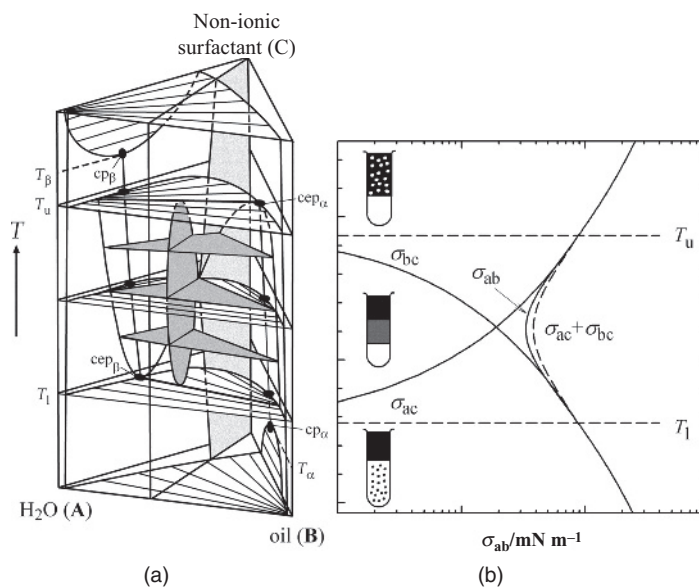 Non-ionic
surfactant (C)
T
T_β
cp_β
T_u
cep_α
cep_β
T_l
cp_α
T_α
H₂O (A)
oil (B)
(a)
σ_bc
σ_ab
σ_ac + σ_bc
σ_ac
T_u
T_l
σ_ab/mN m⁻¹
(b)